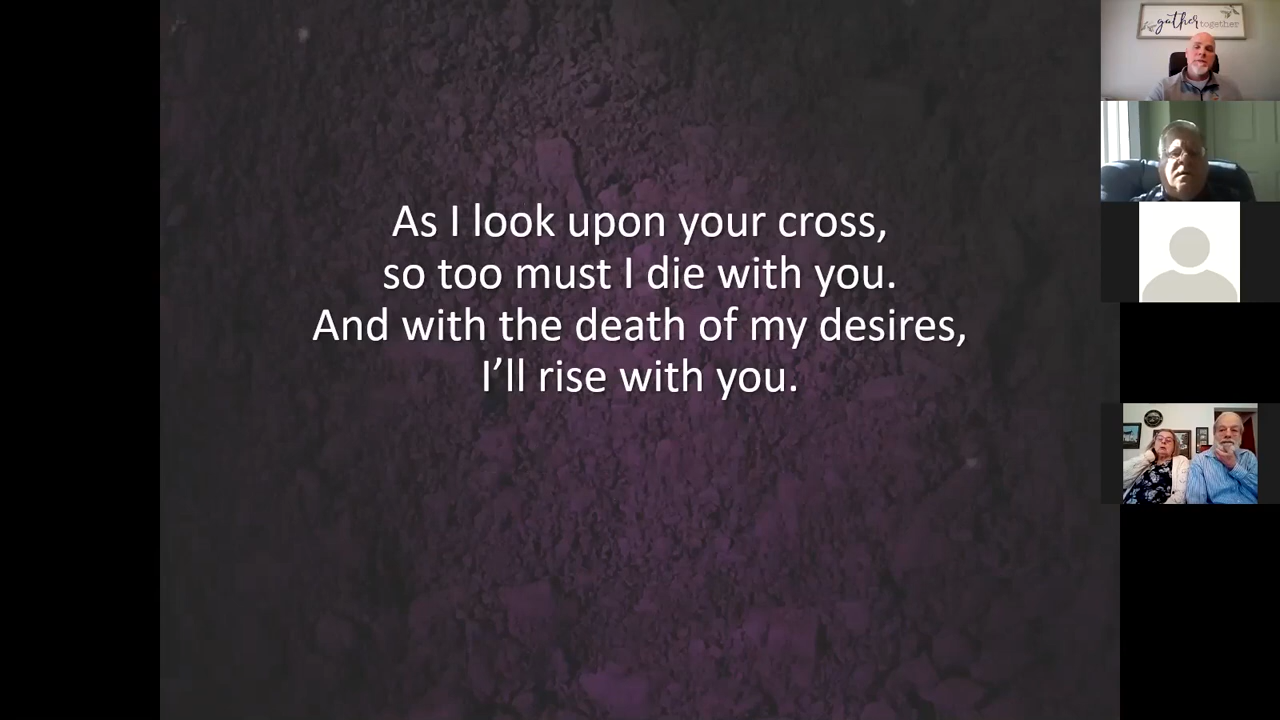 As I look upon your cross,
so too must I die with you.
And with the death of my desires,
I’ll rise with you.
gather together